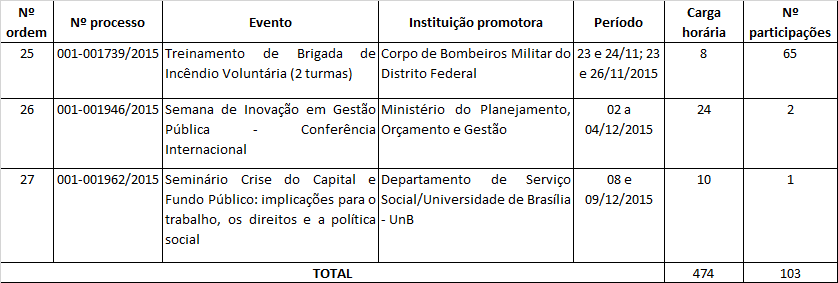 Nº ordem	Nº processo	Evento	Instituição promotora	Período	Carga horária	Nº participações
25	001-001739/2015	Treinamento de Brigada de	Corpo de Bombeiros Militar do	23 e 24/11; 23	8	65
Incêndio Voluntária (2 turmas)	Distrito Federal	e 26/11/2015
26	001-001946/2015	Semana de Inovação em Gestão	Ministério do Planejamento,	02 a	24	2
Pública - Conferência	Orçamento e Gestão	04/12/2015
Internacional
27	001-001962/2015	Seminário Crise do Capital e	Departamento de Serviço	08 e	10	1
Fundo Público: implicações para o	Social/Universidade de Brasília	09/12/2015
trabalho, os direitos e a política	- UnB
social
TOTAL	474	103